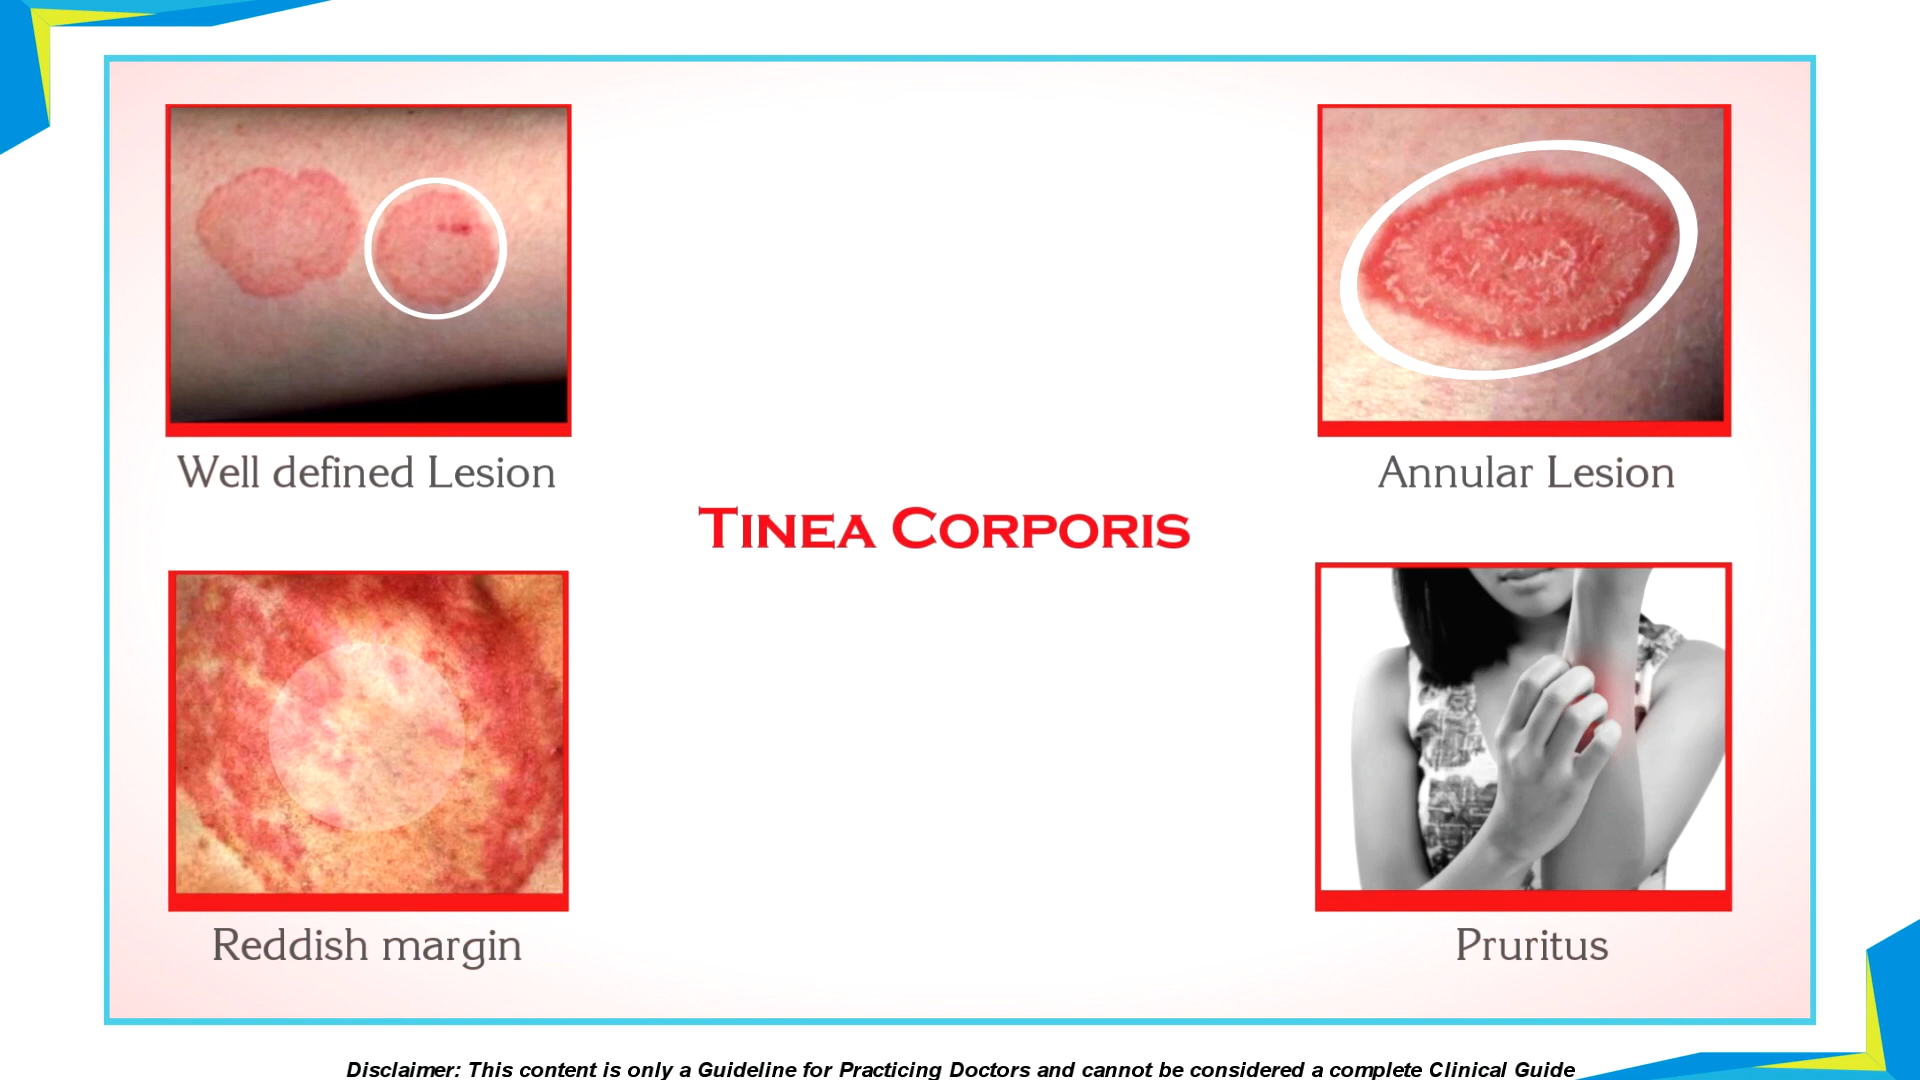 Well defined Lesion
Annular Lesion
Tinea Corporis
Reddish margin
Pruritus
Disclaimer: This content is only a Guideline for Practicing Doctors and cannot be considered a complete Clinical Guide